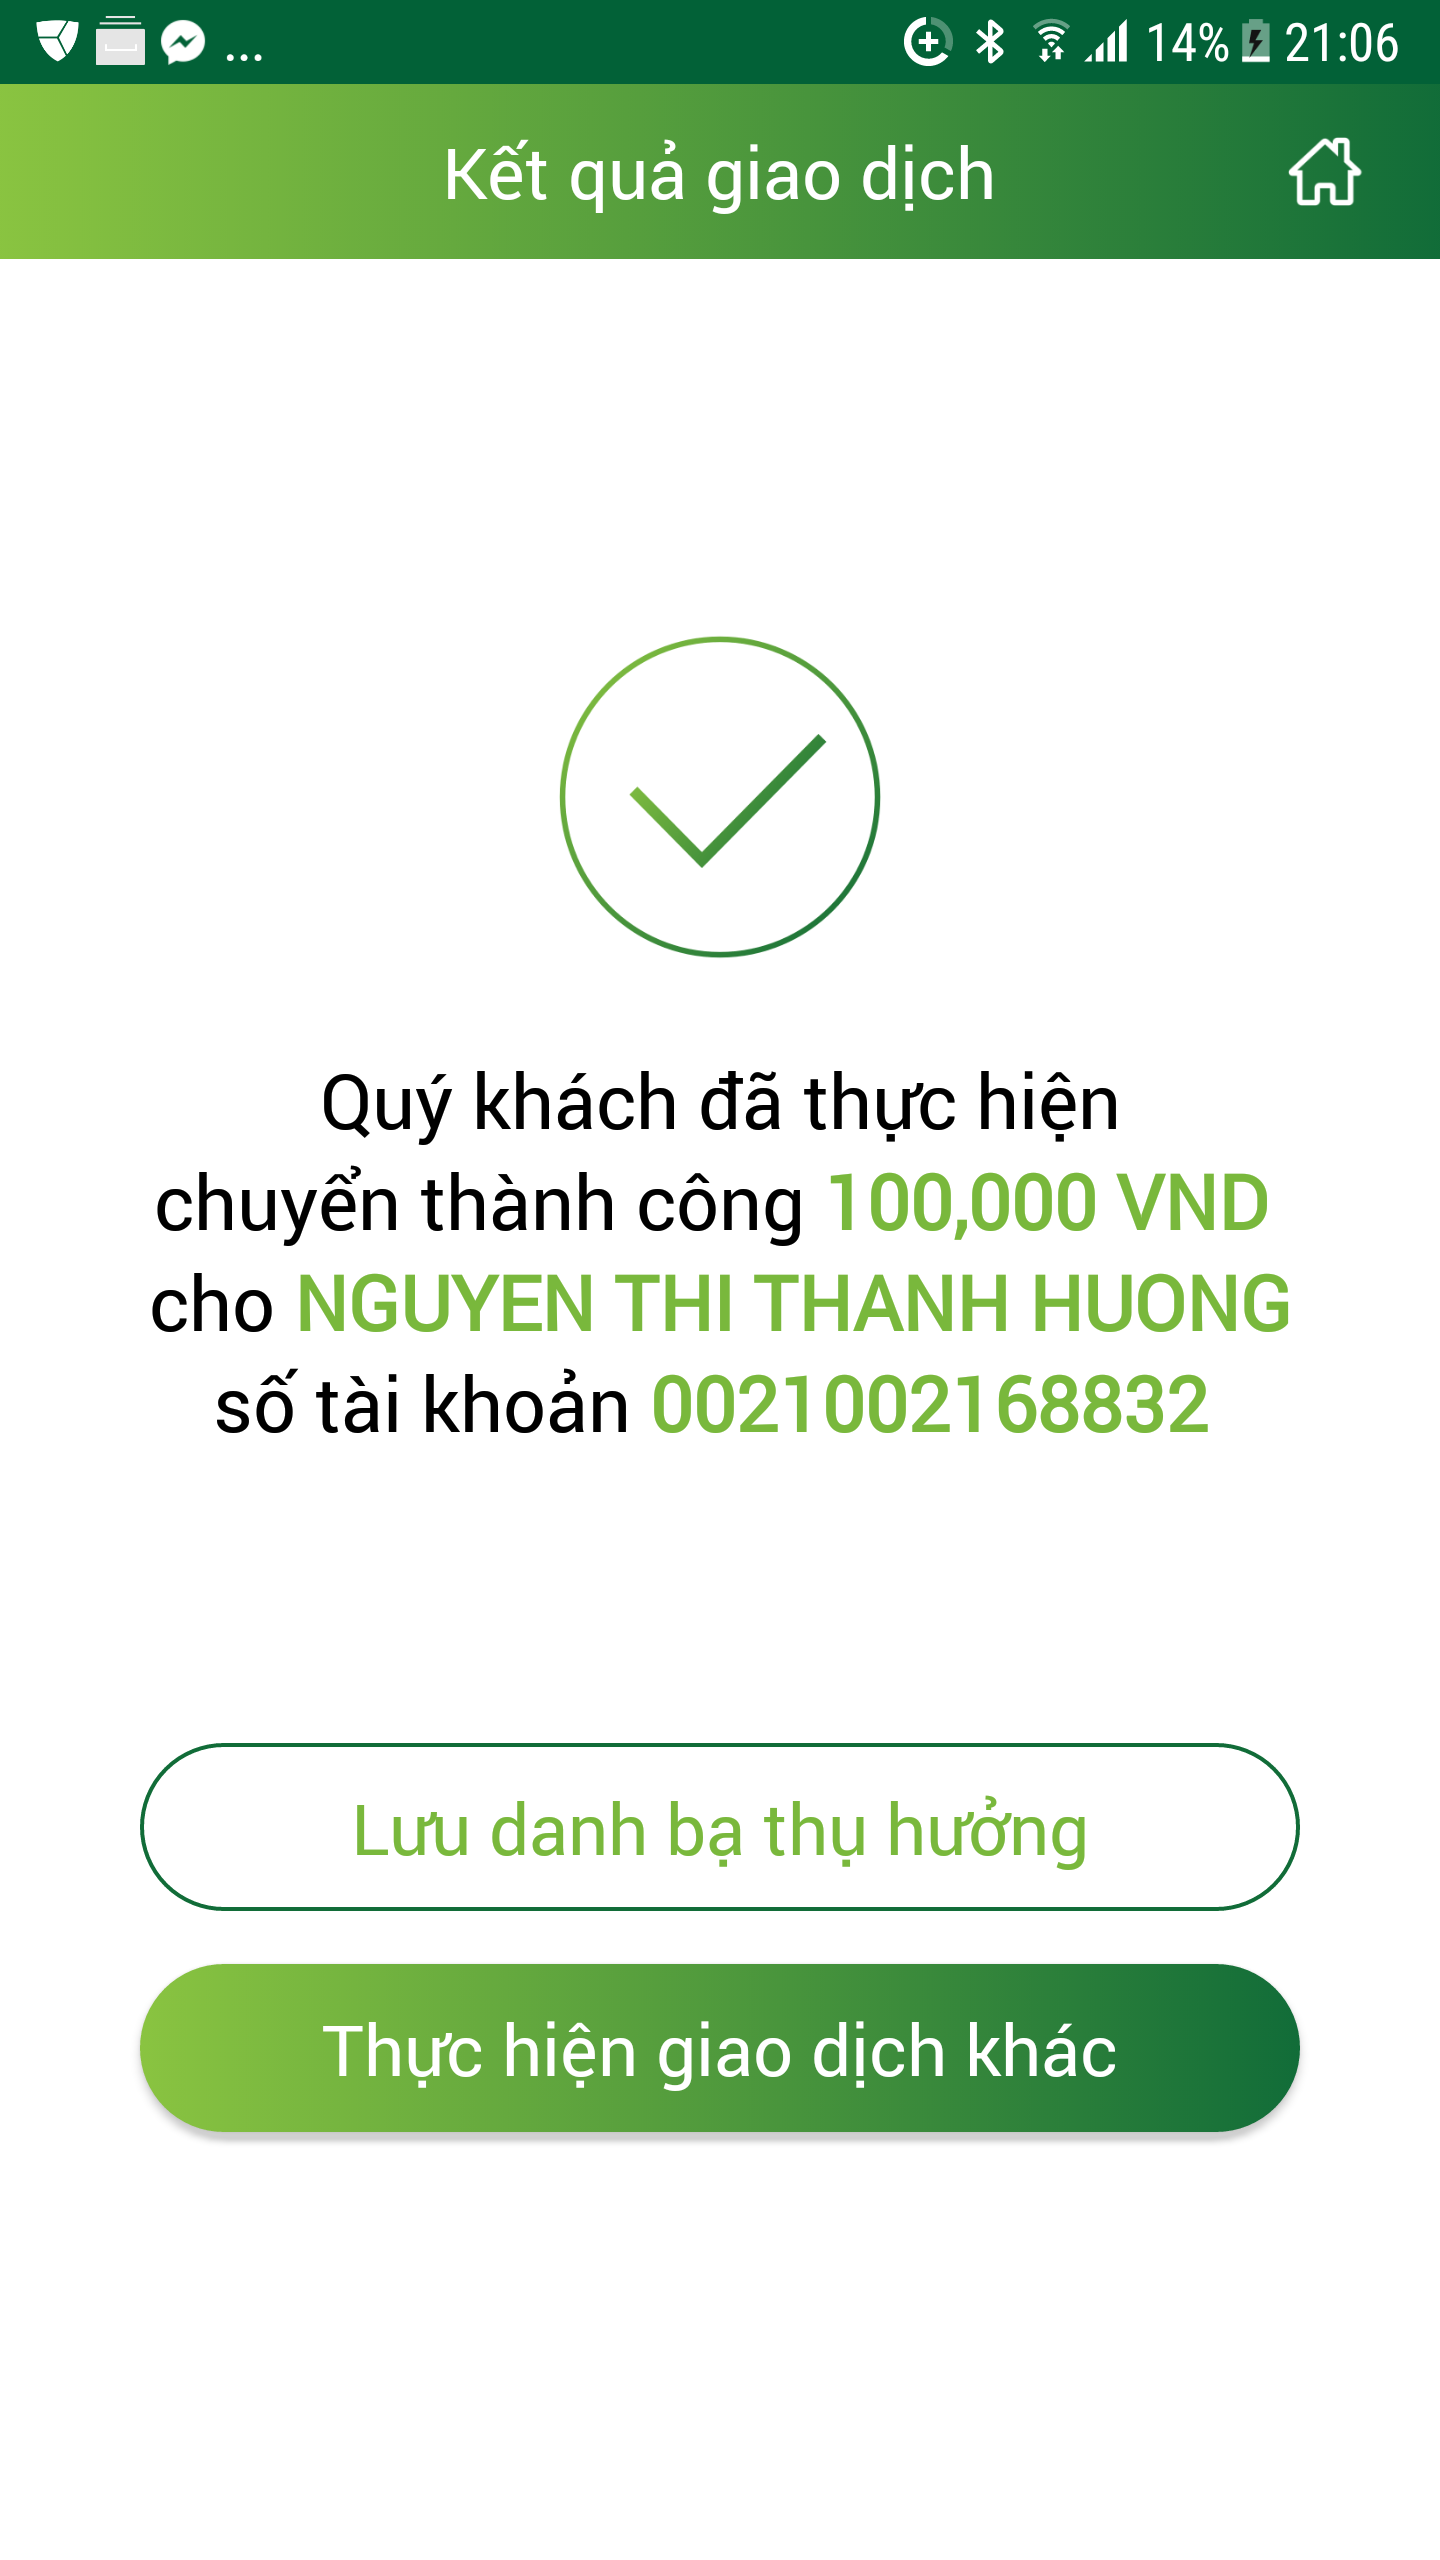 ... 14% 21:06
Kết quả giao dịch
Quý khách đã thực hiện
chuyển thành công 100,000 VND
cho NGUYEN THI THANH HUONG
số tài khoản 0021002168832
Lưu danh bạ thụ hưởng
Thực hiện giao dịch khác